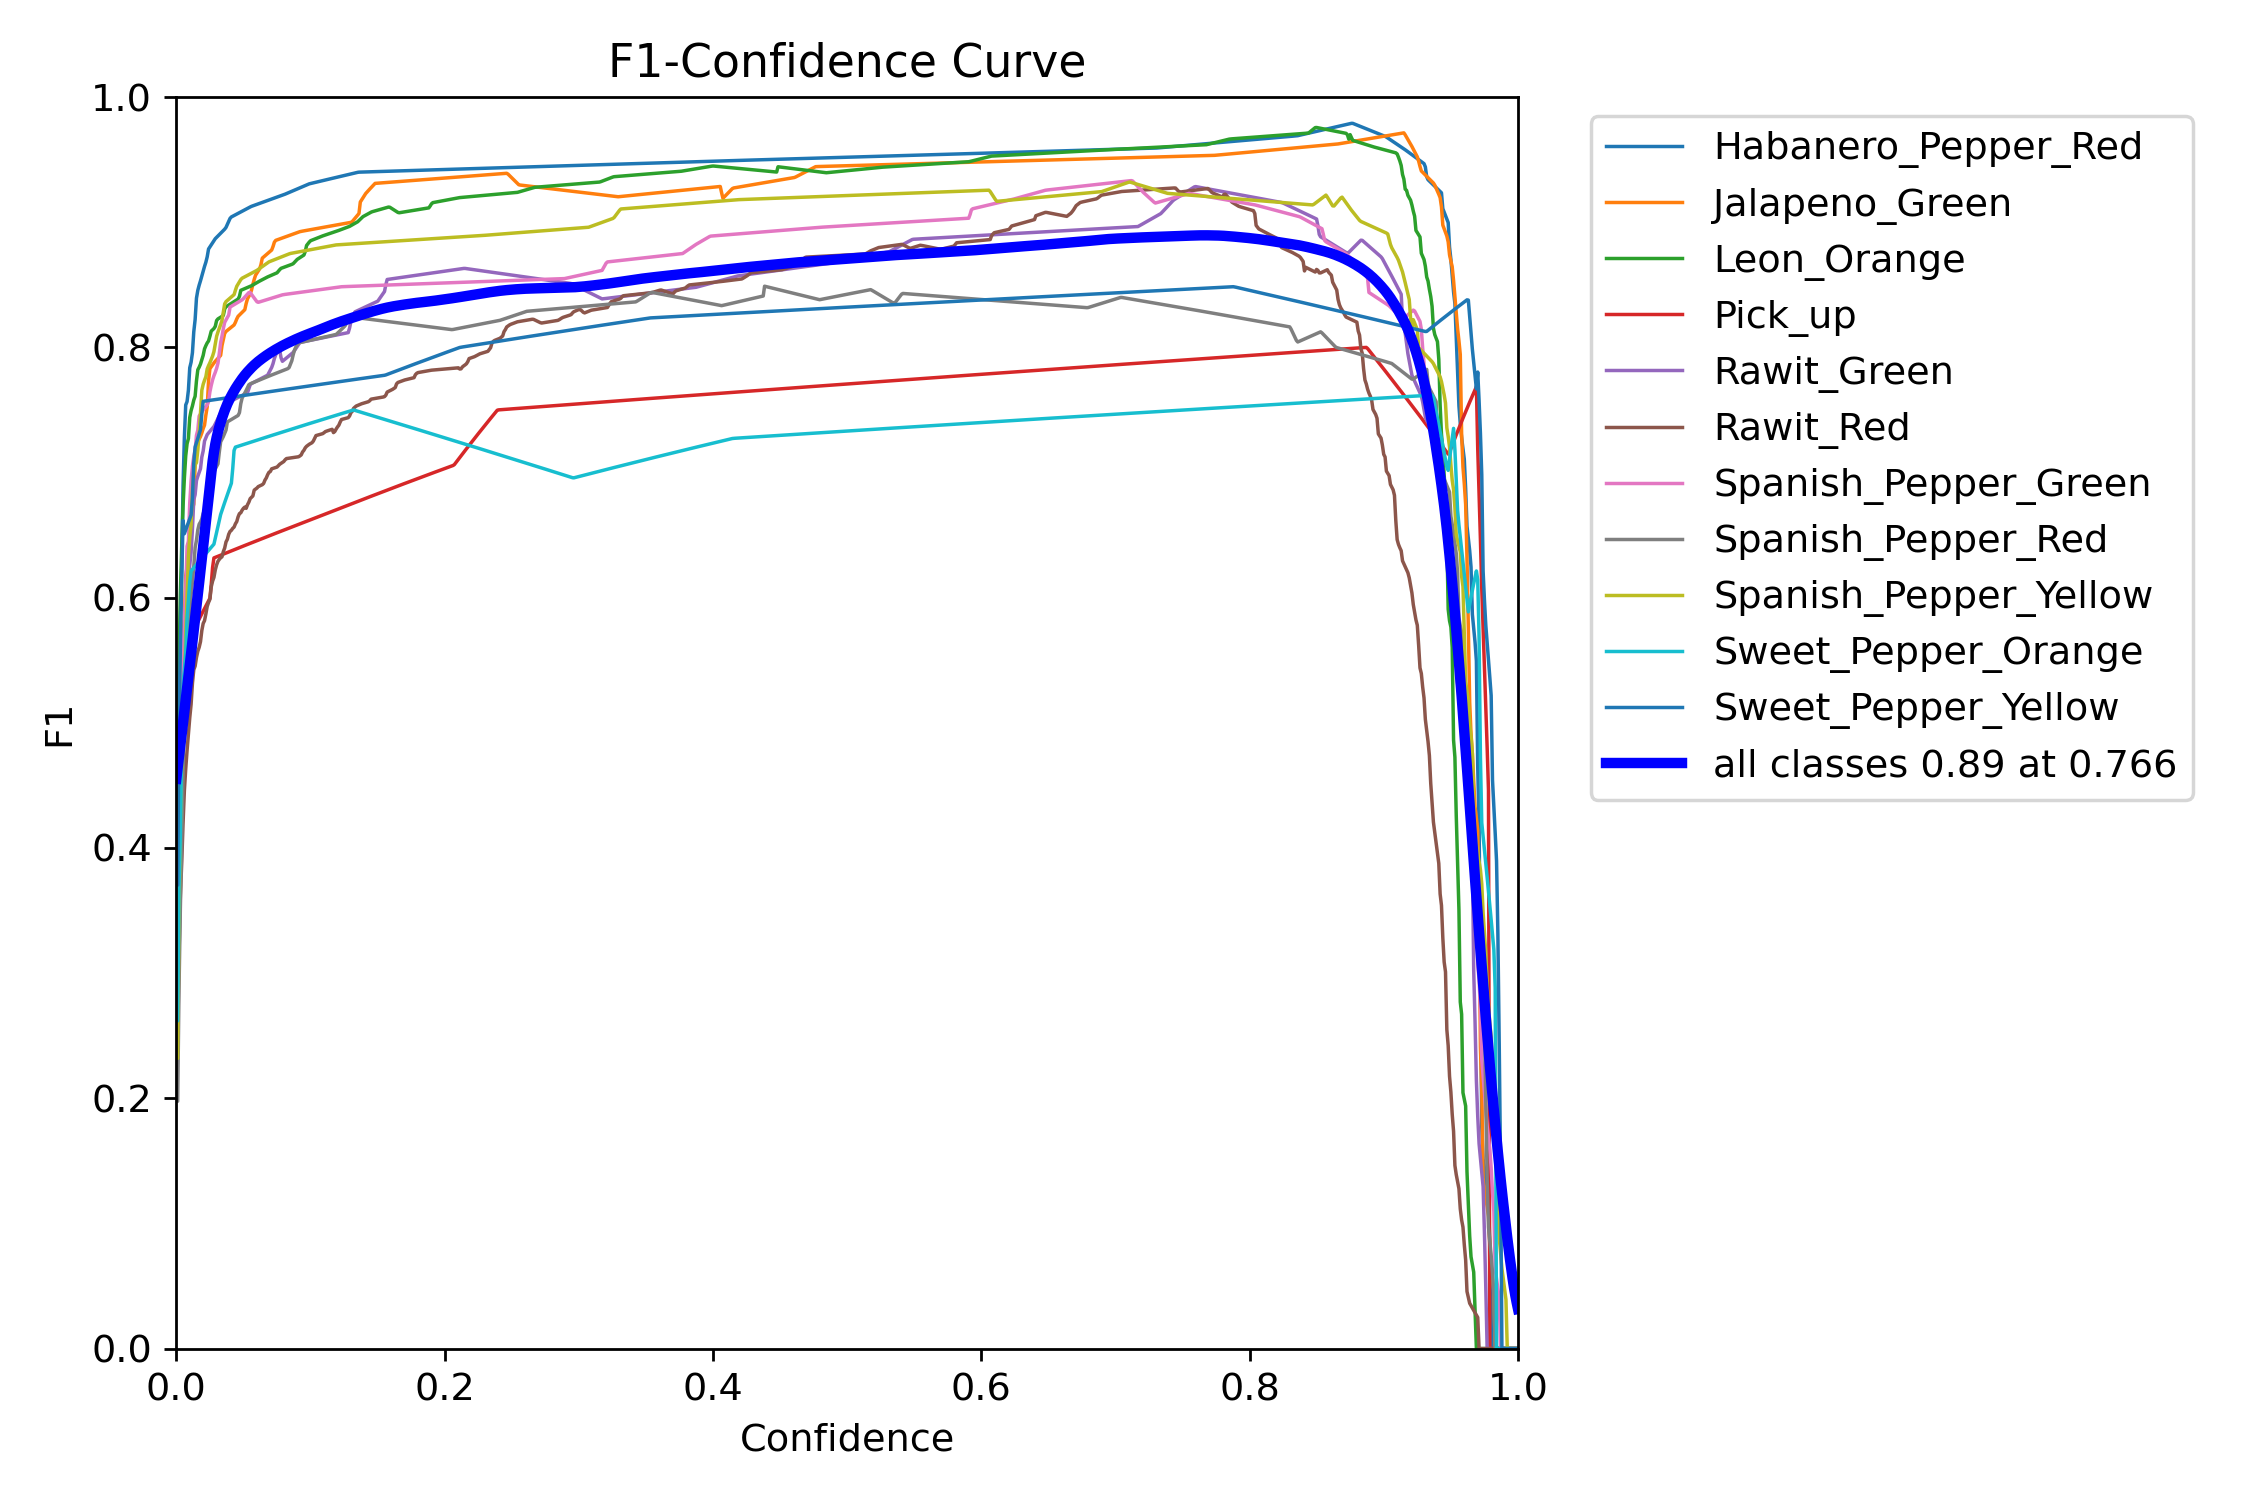 F1-Confidence Curve
1.0
0.8
0.6
0.4
0.2
0.0
F1
0.0 0.2 0.4 0.6 0.8 1.0
Confidence
Habanero_Pepper_Red
Jalapeno_Green
Leon_Orange
Pick_up
Rawit_Green
Rawit_Red
Spanish_Pepper_Green
Spanish_Pepper_Red
Spanish_Pepper_Yellow
Sweet_Pepper_Orange
Sweet_Pepper_Yellow
all classes 0.89 at 0.766